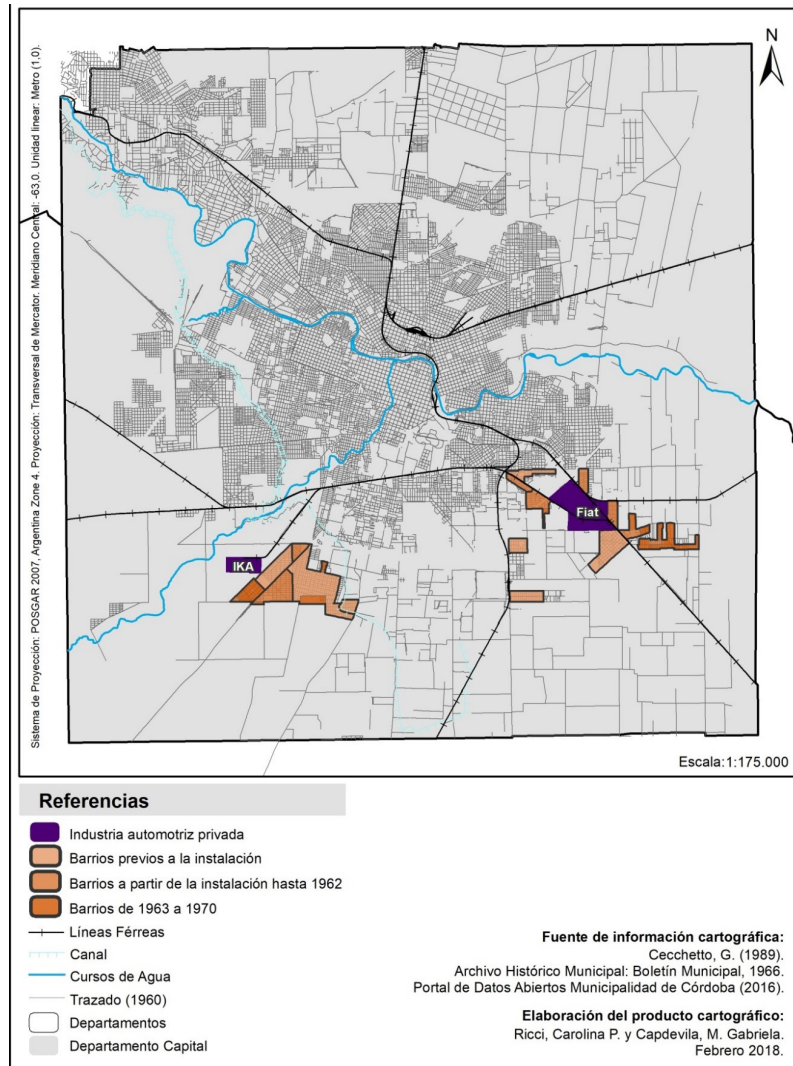 N
Sistema de Proyección: POSGAR 2007, Argentina Zone 4. Proyección: Transversal de Mercator. Meridiano Central: -63,0. Unidad linear: Metro (1,0).
Fiat
IKA
Escala:1:175.000
Referencias
Industria automotriz privada
Barrios previos a la instalación
Barrios a partir de la instalación hasta 1962
Barrios de 1963 a 1970
Líneas Férreas
Canal
Cursos de Agua
Trazado (1960)
Departamentos
Departamento Capital
Fuente de información cartográfica:
Cecchetto, G. (1989).
Archivo Histórico Municipal: Boletín Municipal, 1966.
Portal de Datos Abiertos Municipalidad de Córdoba (2016).
Elaboración del producto cartográfico:
Ricci, Carolina P. y Capdevila, M. Gabriela.
Febrero 2018.